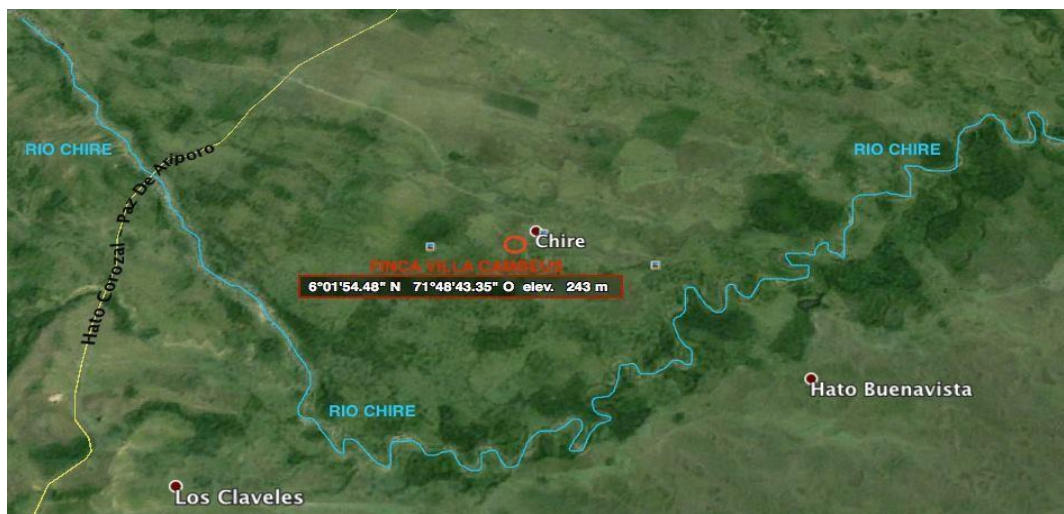 RIO CHIRE
RIO CHIRE
Hato Corozal Paz De Ariporo
Chire
FINCA VILLA
6°01'54.48" N 71°48'43.35" O elev. 243 m
Hato Buenavista
RIO CHIRE
Los Claveles